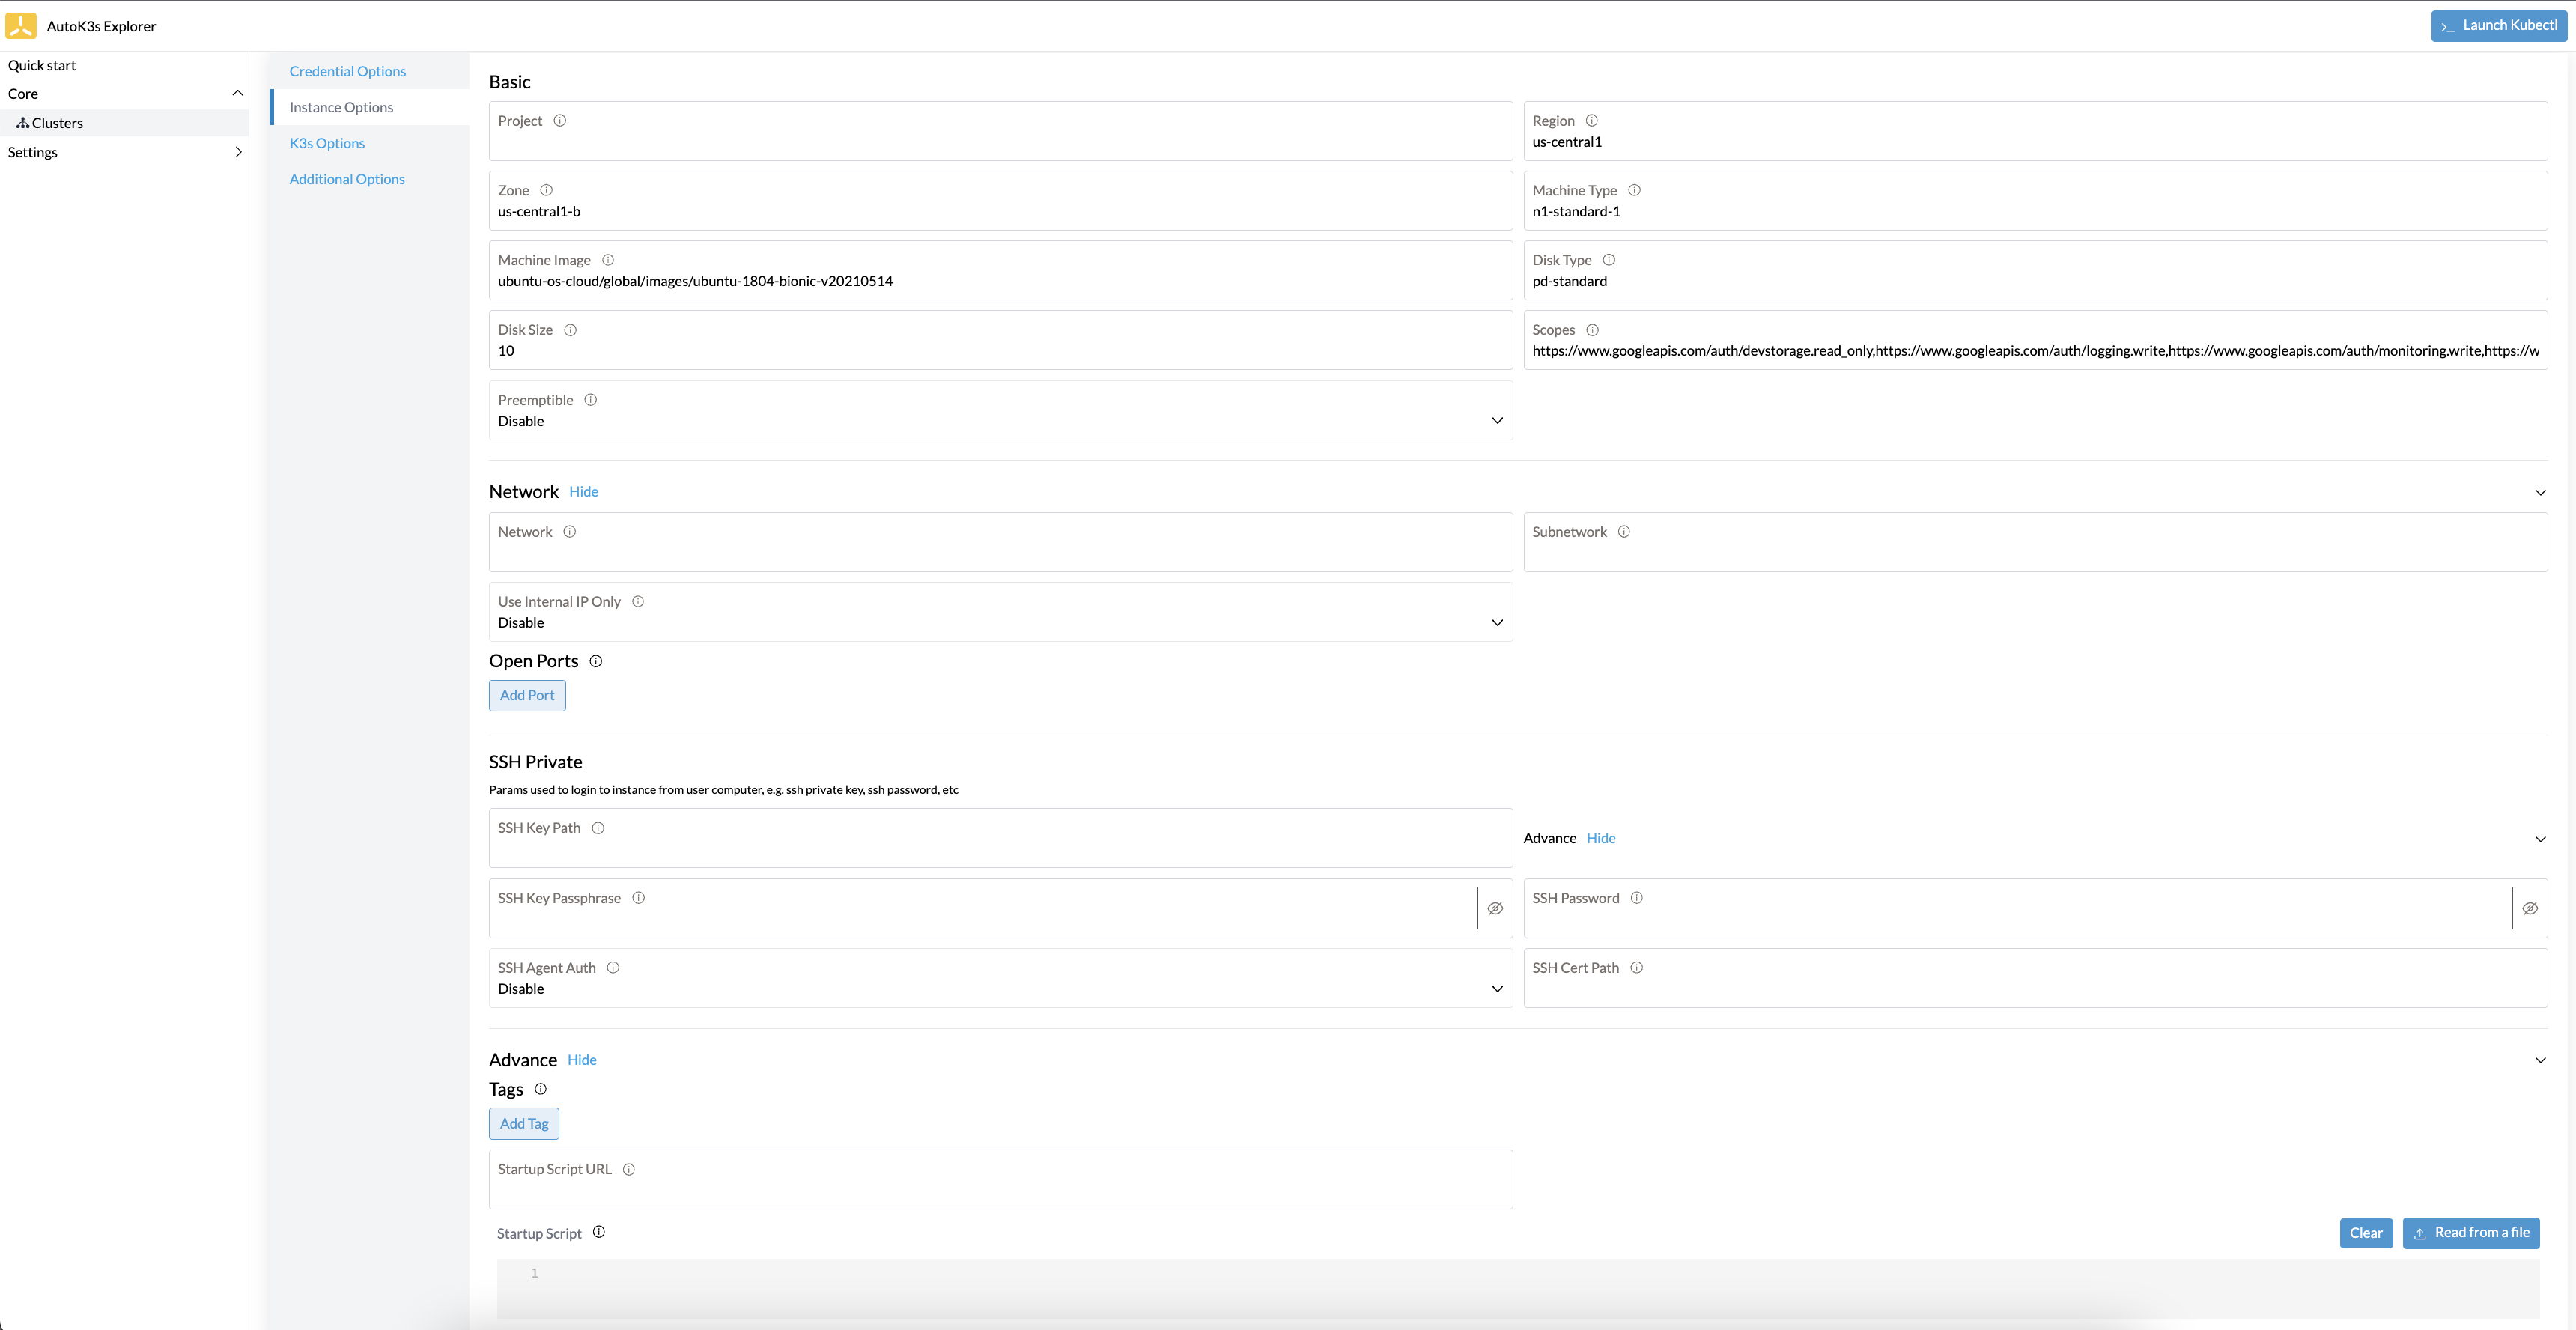 AutoK3s Explorer
>_ Launch Kubectl
Quick start
Core
Clusters
Settings
Credential Options
Instance Options
K3s Options
Additional Options
Basic
Project
Region
us-central1
Zone
us-central1-b
Machine Type
n1-standard-1
Machine Image
ubuntu-os-cloud/global/images/ubuntu-1804-bionic-v20210514
Disk Type
pd-standard
Disk Size
10
Scopes
https://www.googleapis.com/auth/devstorage.read_only,https://www.googleapis.com/auth/logging.write,https://www.googleapis.com/auth/monitoring.write,https://w
Preemptible
Disable
Network Hide
Network
Subnetwork
Use Internal IP Only
Disable
Open Ports
Add Port
SSH Private
Params used to login to instance from user computer, e.g. ssh private key, ssh password, etc
SSH Key Path
Advance Hide
SSH Key Passphrase
SSH Password
SSH Agent Auth
Disable
SSH Cert Path
Advance Hide
Tags
Add Tag
Startup Script URL
Startup Script
Clear
Read from a file
1